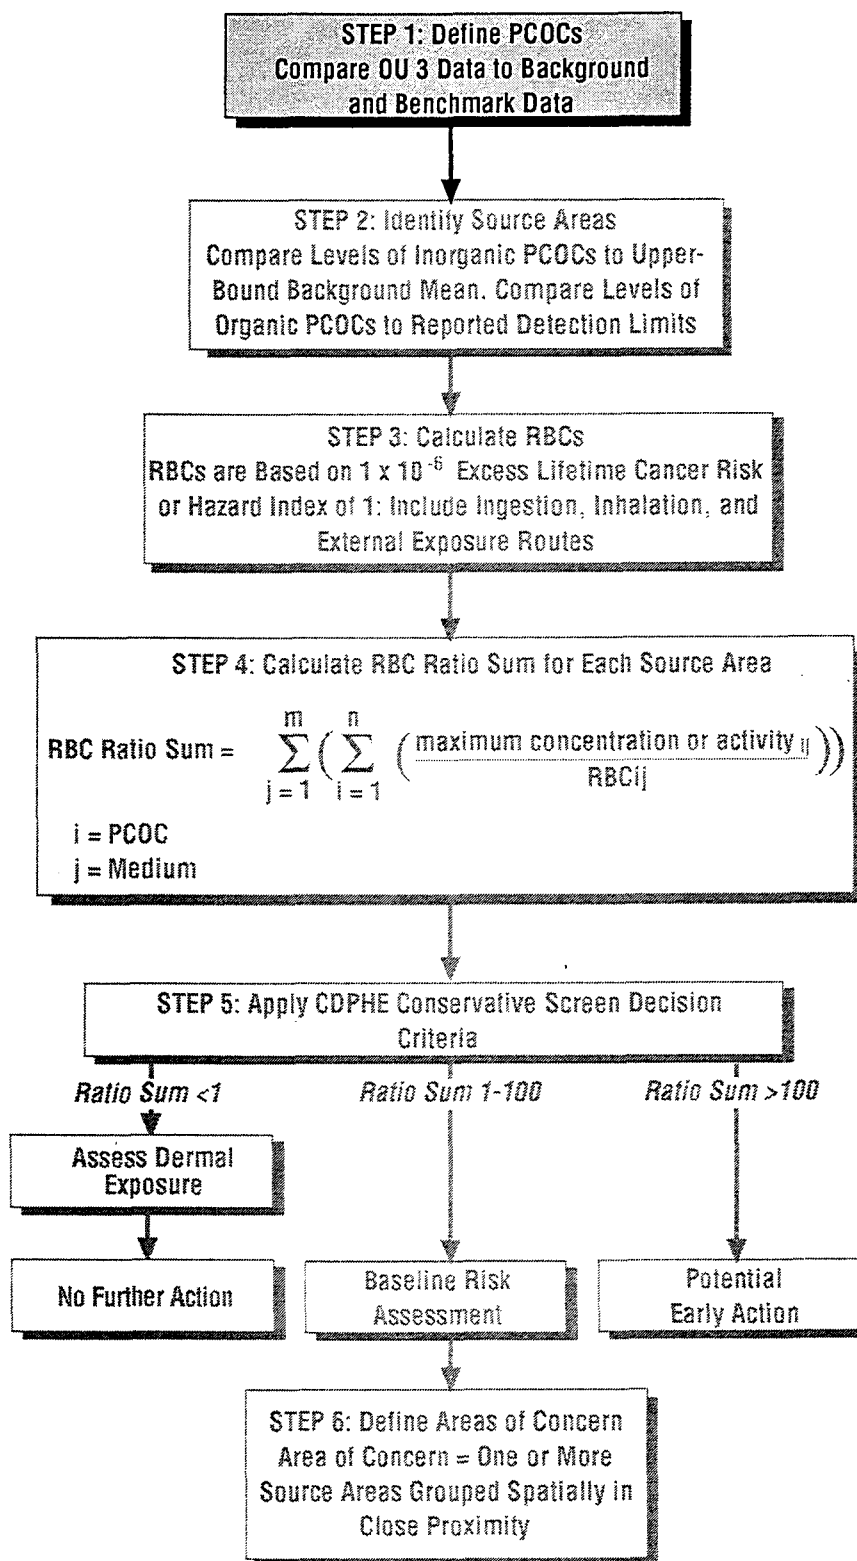 STEP 1: Define PCOCs
Compare OU 3 Data to Background
and Benchmark Data
STEP 2: Identify Source Areas
Compare Levels of Inorganic PCOCs to Upper-
Bound Background Mean. Compare Levels of
Organic PCOCs to Reported Detection Limits
STEP 3: Calculate RBCs
RBCs are Based on 1 x 10⁻⁶ Excess Lifetime Cancer Risk
or Hazard Index of 1: Include Ingestion, Inhalation, and
External Exposure Routes
STEP 4: Calculate RBC Ratio Sum for Each Source Area
RBC Ratio Sum = m∑j = 1 ( n∑i = 1 ( maximum concentration or activity ij / RBCij ))
i = PCOC
j = Medium
STEP 5: Apply CDPHE Conservative Screen Decision
Criteria
Ratio Sum <1
Ratio Sum 1-100
Ratio Sum >100
Assess Dermal
Exposure
No Further Action
Baseline Risk
Assessment
Potential
Early Action
STEP 6: Define Areas of Concern
Area of Concern = One or More
Source Areas Grouped Spatially in
Close Proximity